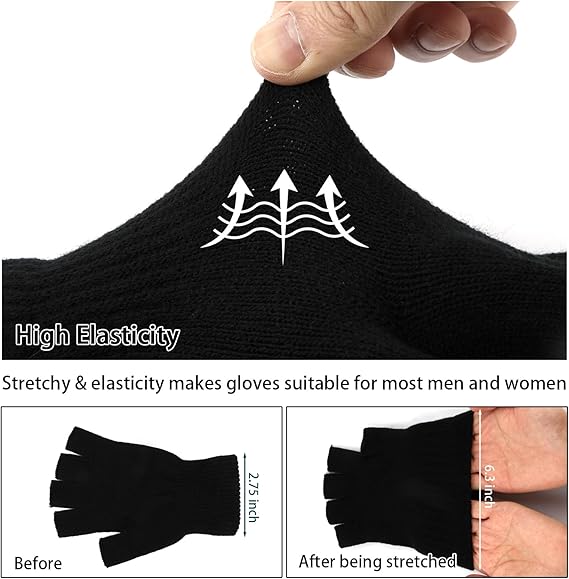 High Elasticity
Stretchy & elasticity makes gloves suitable for most men and women
2.75 inch
Before
6.3 inch
After being stretched